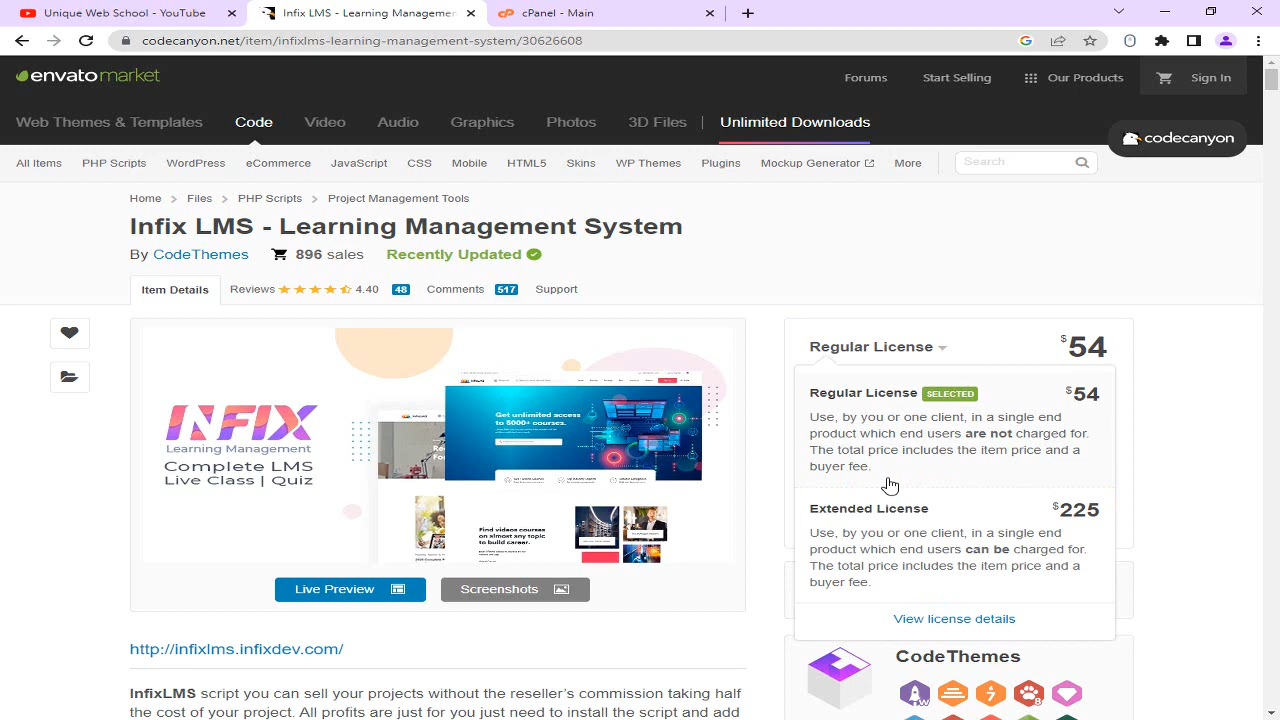 Unique Web School - YouTube
Infix LMS - Learning Managemen
cPanel - Main
codecanyon.net/item/infixlms-learning-management-system/30626608
envato market
Forums
Start Selling
Our Products
Sign In
Web Themes & Templates
Code
Video
Audio
Graphics
Photos
3D Files
Unlimited Downloads
codecanyon
All Items
PHP Scripts
WordPress
eCommerce
JavaScript
CSS
Mobile
HTML5
Skins
WP Themes
Plugins
Mockup Generator
More
Search
Home > Files > PHP Scripts > Project Management Tools
Infix LMS - Learning Management System
By CodeThemes 896 sales Recently Updated
Item Details
Reviews 4.40 48
Comments 517
Support
INFIX
Learning Management
Complete LMS
Live Class | Quiz
Get unlimited access
to 5000+ courses.
Find videos courses
on almost any topic
to build career.
Live Preview
Screenshots
Regular License
$54
Regular License SELECTED $54
Use, by you or one client, in a single end
product which end users are not charged for.
The total price includes the item price and a
buyer fee.
Extended License $225
Use, by you or one client, in a single end
product which end users can be charged for.
The total price includes the item price and a
buyer fee.
View license details
CodeThemes
http://infixlms.infixdev.com/
InfixLMS script you can sell your projects without the reseller's commission taking half
the cost of your project. All profits are just for you just need to install the script and add